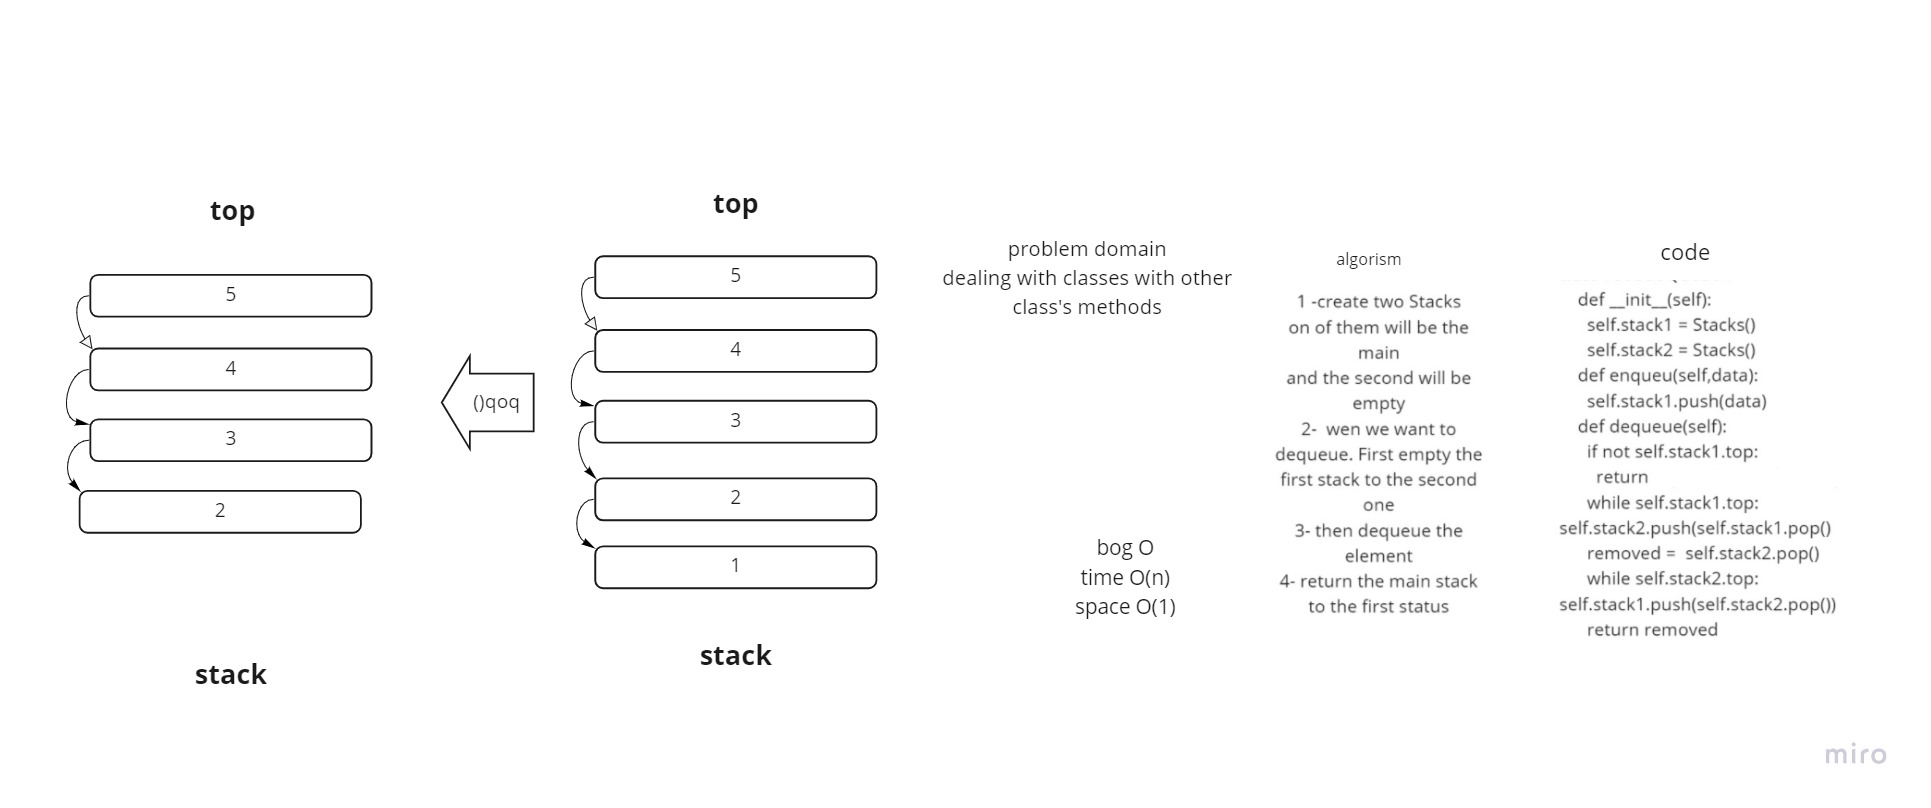 top
5
4
3
2
stack
()qoq
top
5
4
3
2
1
stack
problem domain
dealing with classes with other
class's methods
bog O
time O(n)
space O(1)
algorism
1 -create two Stacks
on of them will be the
main
and the second will be
empty
2-  wen we want to
dequeue. First empty the
first stack to the second
one
3- then dequeue the
element
4- return the main stack
to the first status
code
def __init__(self):
self.stack1 = Stacks()
self.stack2 = Stacks()
def enqueu(self,data):
self.stack1.push(data)
def dequeue(self):
if not self.stack1.top:
return
while self.stack1.top:
self.stack2.push(self.stack1.pop()
removed =  self.stack2.pop()
while self.stack2.top:
self.stack1.push(self.stack2.pop())
return removed
miro